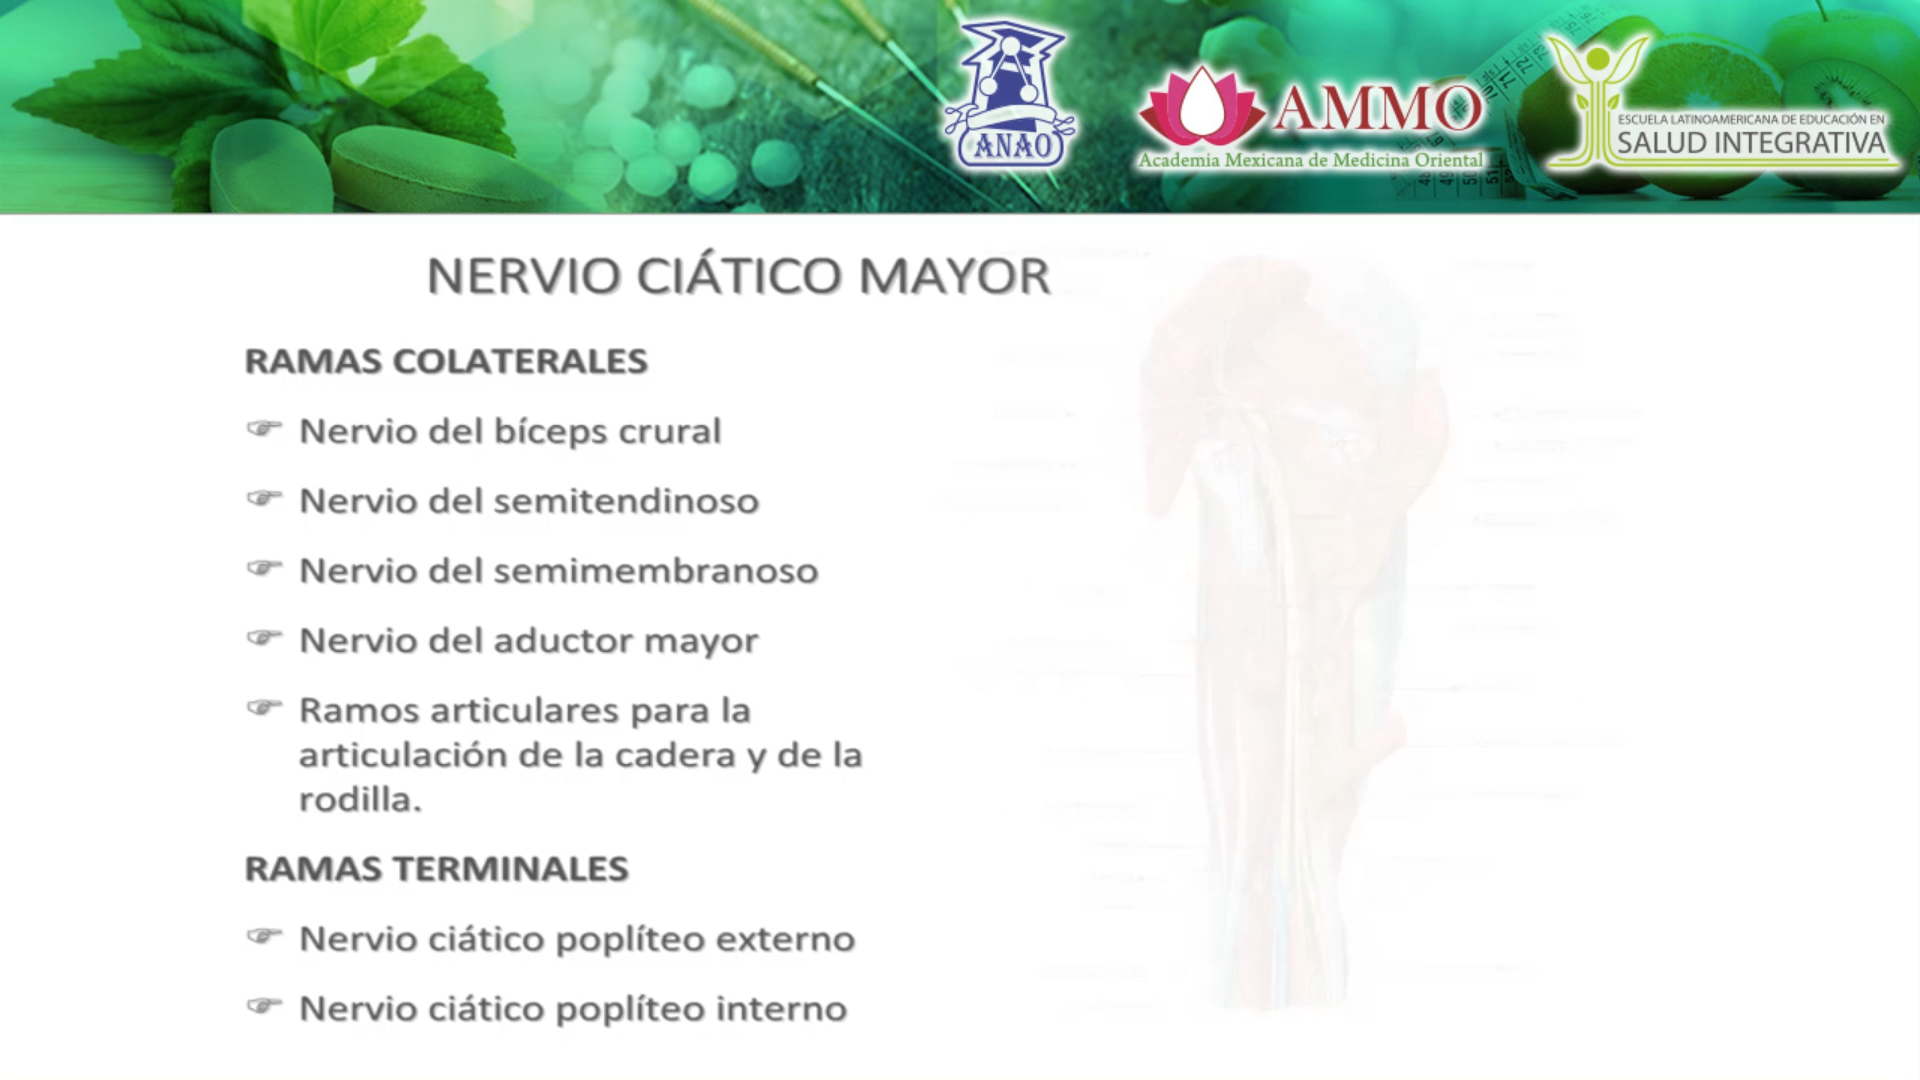 ANAO
AMMO
Academia Mexicana de Medicina Oriental
ESCUELA LATINOAMERICANA DE EDUCACIÓN EN
SALUD INTEGRATIVA
NERVIO CIÁTICO MAYOR
RAMAS COLATERALES
Nervio del bíceps crural
Nervio del semitendinoso
Nervio del semimembranoso
Nervio del aductor mayor
Ramos articulares para la
articulación de la cadera y de la
rodilla.
RAMAS TERMINALES
Nervio ciático poplíteo externo
Nervio ciático poplíteo interno